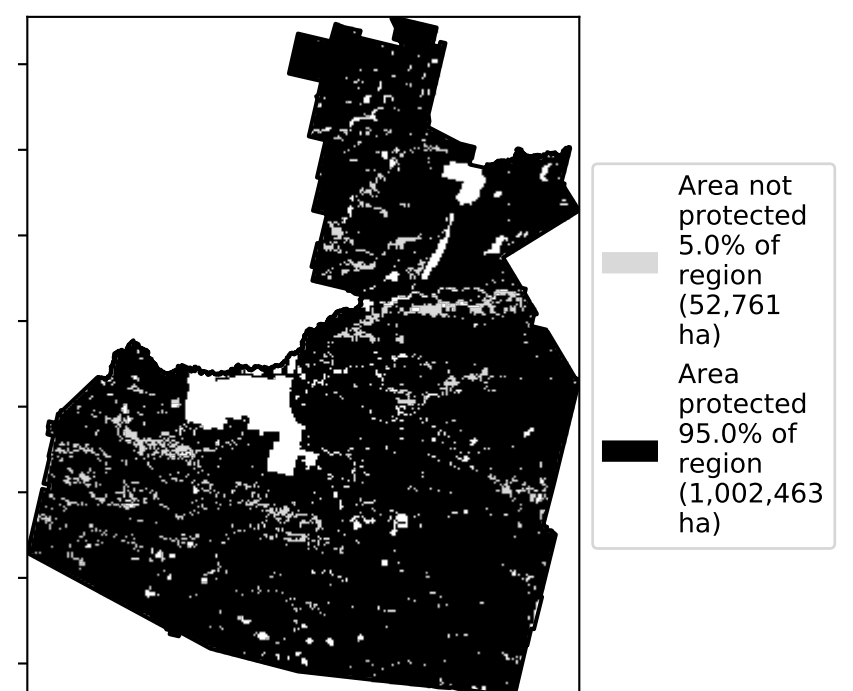 Area not
protected
5.0% of
region
(52,761
ha)
Area
protected
95.0% of
region
(1,002,463
ha)